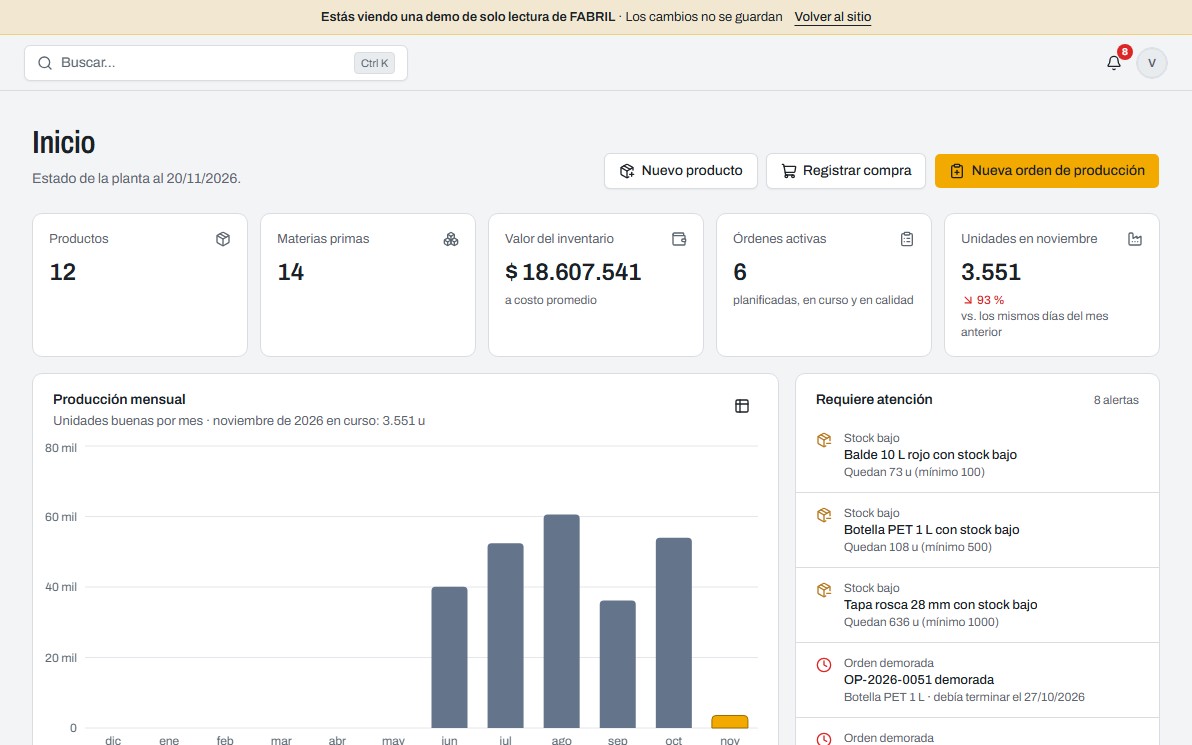 Estás viendo una demo de solo lectura de FABRIL · Los cambios no se guardan Volver al sitio
Buscar... Ctrl K
8
V
Inicio
Estado de la planta al 20/11/2026.
Nuevo producto
Registrar compra
Nueva orden de producción
Productos
12
Materias primas
14
Valor del inventario
$ 18.607.541
a costo promedio
Órdenes activas
6
planificadas, en curso y en calidad
Unidades en noviembre
3.551
↘ 93 %
vs. los mismos días del mes
anterior
Producción mensual
Unidades buenas por mes · noviembre de 2026 en curso: 3.551 u
80 mil
60 mil
40 mil
20 mil
0
dic ene feb mar abr may jun jul ago sep oct nov
Requiere atención
8 alertas
Stock bajo
Balde 10 L rojo con stock bajo
Quedan 73 u (mínimo 100)
Stock bajo
Botella PET 1 L con stock bajo
Quedan 108 u (mínimo 500)
Stock bajo
Tapa rosca 28 mm con stock bajo
Quedan 636 u (mínimo 1000)
Orden demorada
OP-2026-0051 demorada
Botella PET 1 L · debía terminar el 27/10/2026
Orden demorada